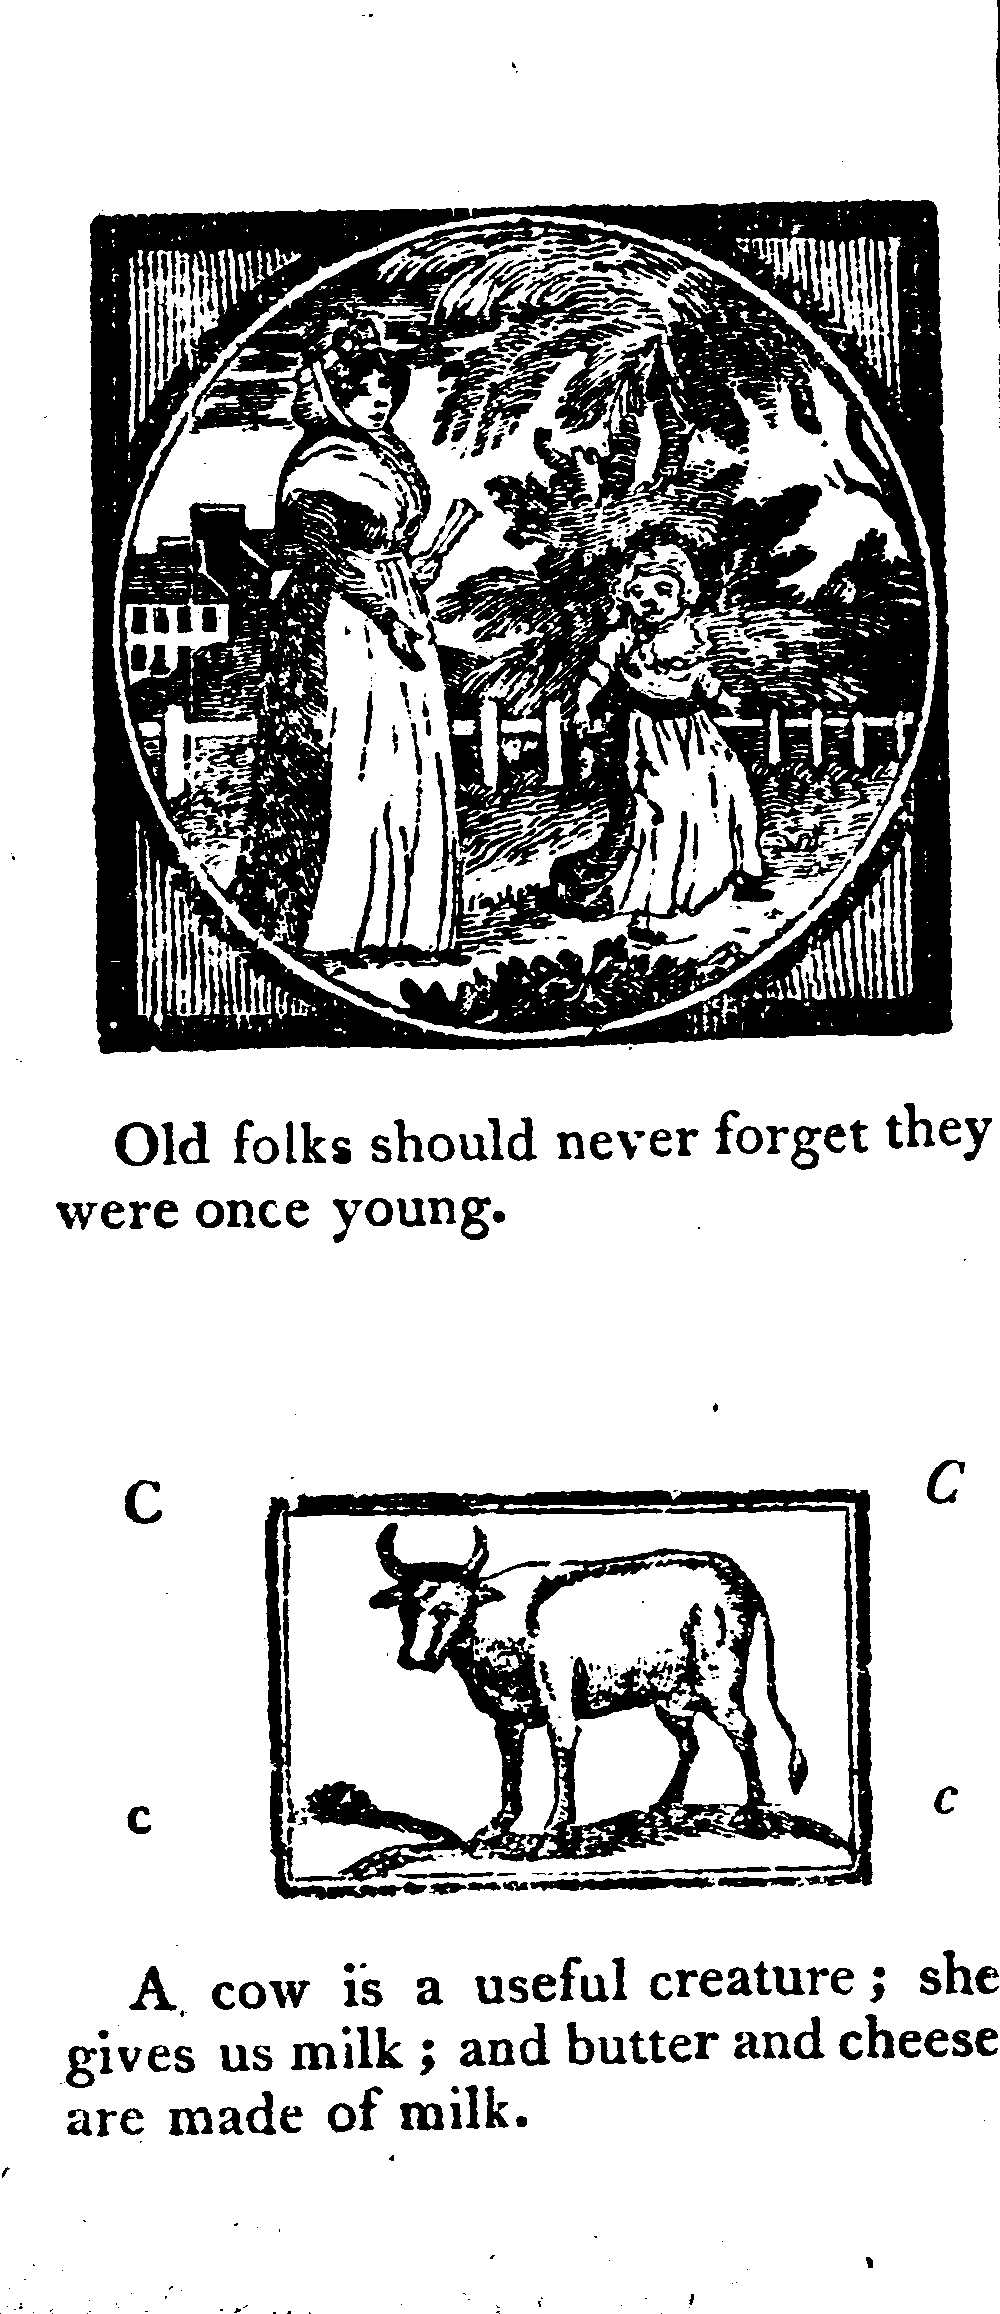 Old folks should never forget they
were once young.
C C
c c
A cow is a useful creature ; she
gives us milk ; and butter and cheese
are made of milk.